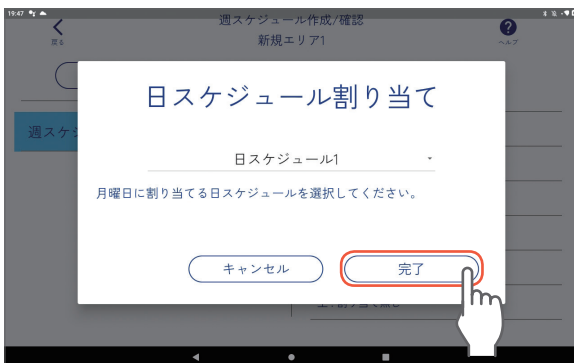 19:47
週スケジュール作成/確認
戻る
新規エリア1
ヘルプ
日スケジュール割り当て
週スケジ
日スケジュール1
月曜日に割り当てる日スケジュールを選択してください。
キャンセル
完了